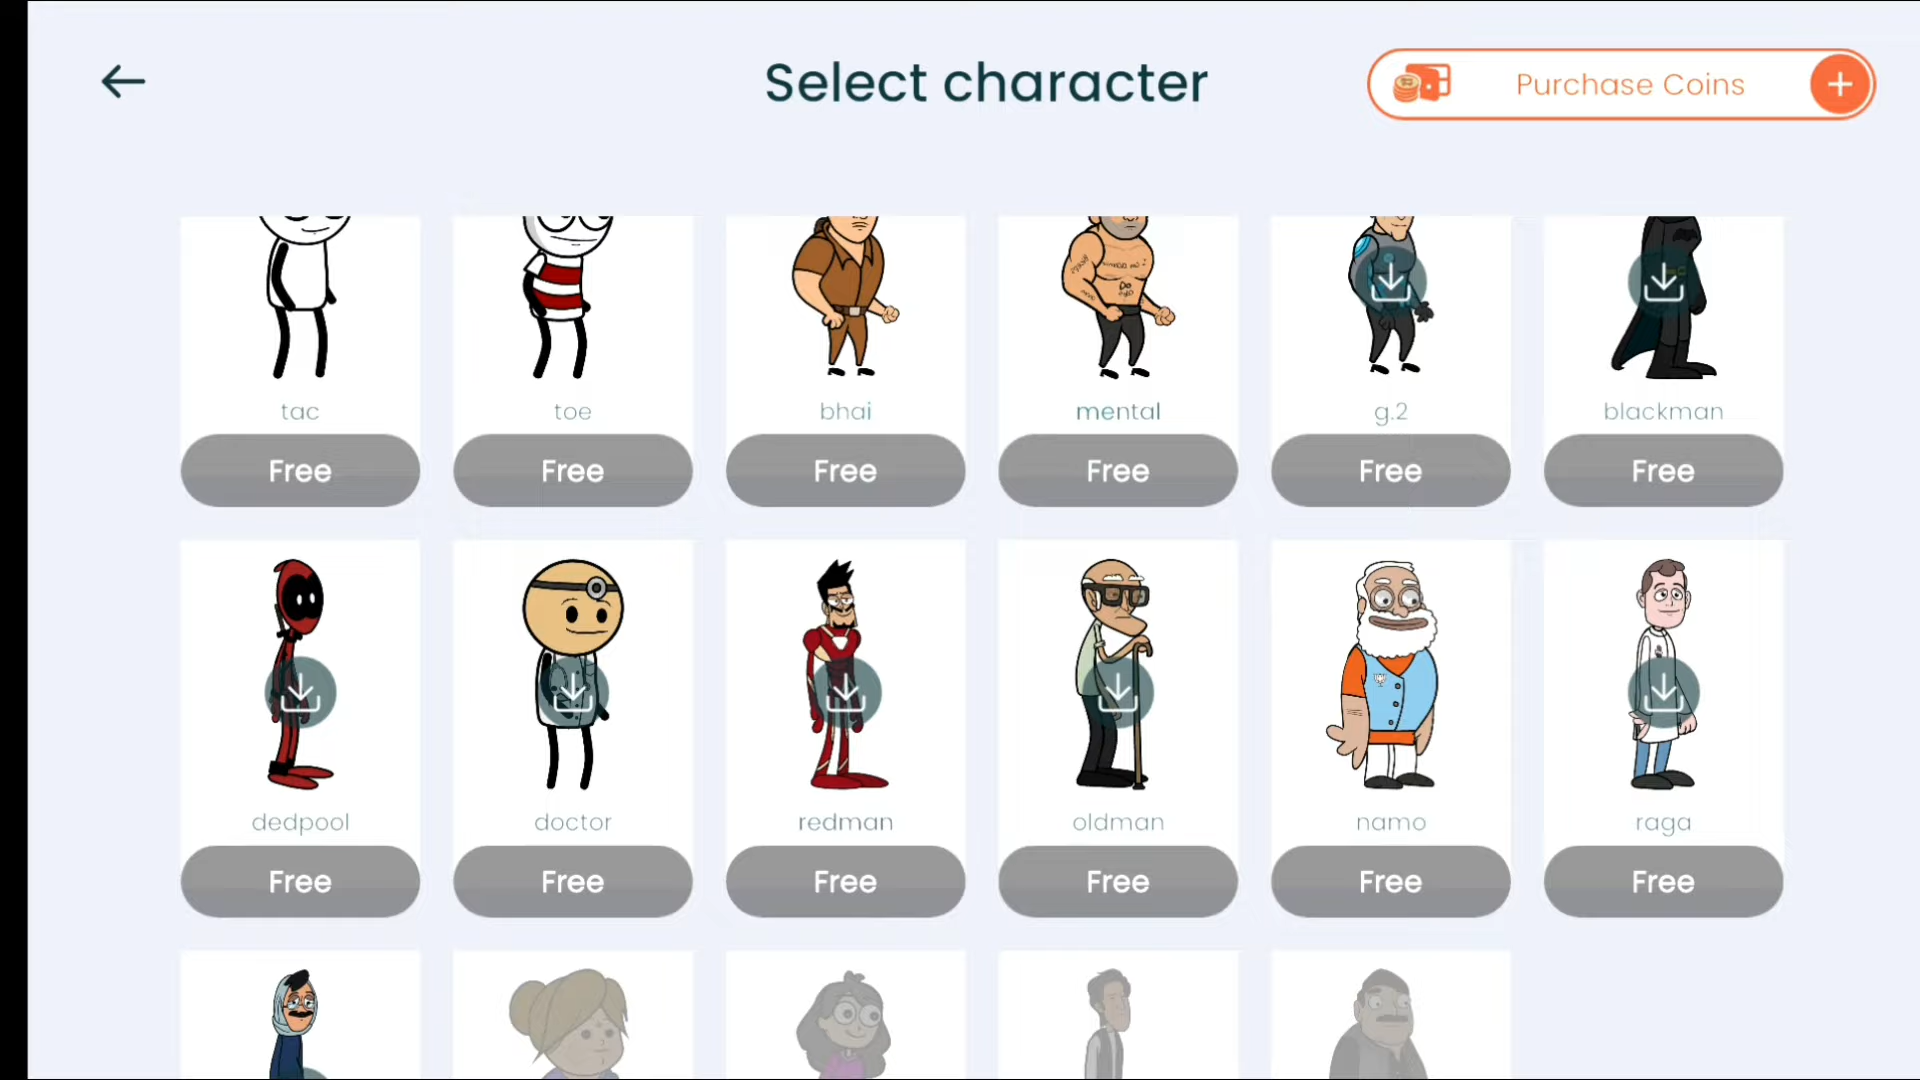 Select character
Purchase Coins
tac
toe
bhai
mental
g.2
blackman
Free
Free
Free
Free
Free
Free
dedpool
doctor
redman
oldman
namo
raga
Free
Free
Free
Free
Free
Free